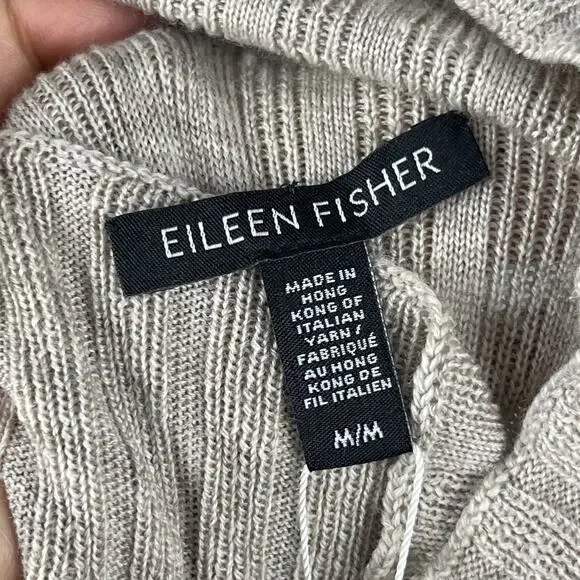 EILEEN FISHER
MADE IN
HONG
KONG OF
ITALIAN
YARN /
FABRIQUÉ
AU HONG
KONG DE
FIL ITALIEN
M/M